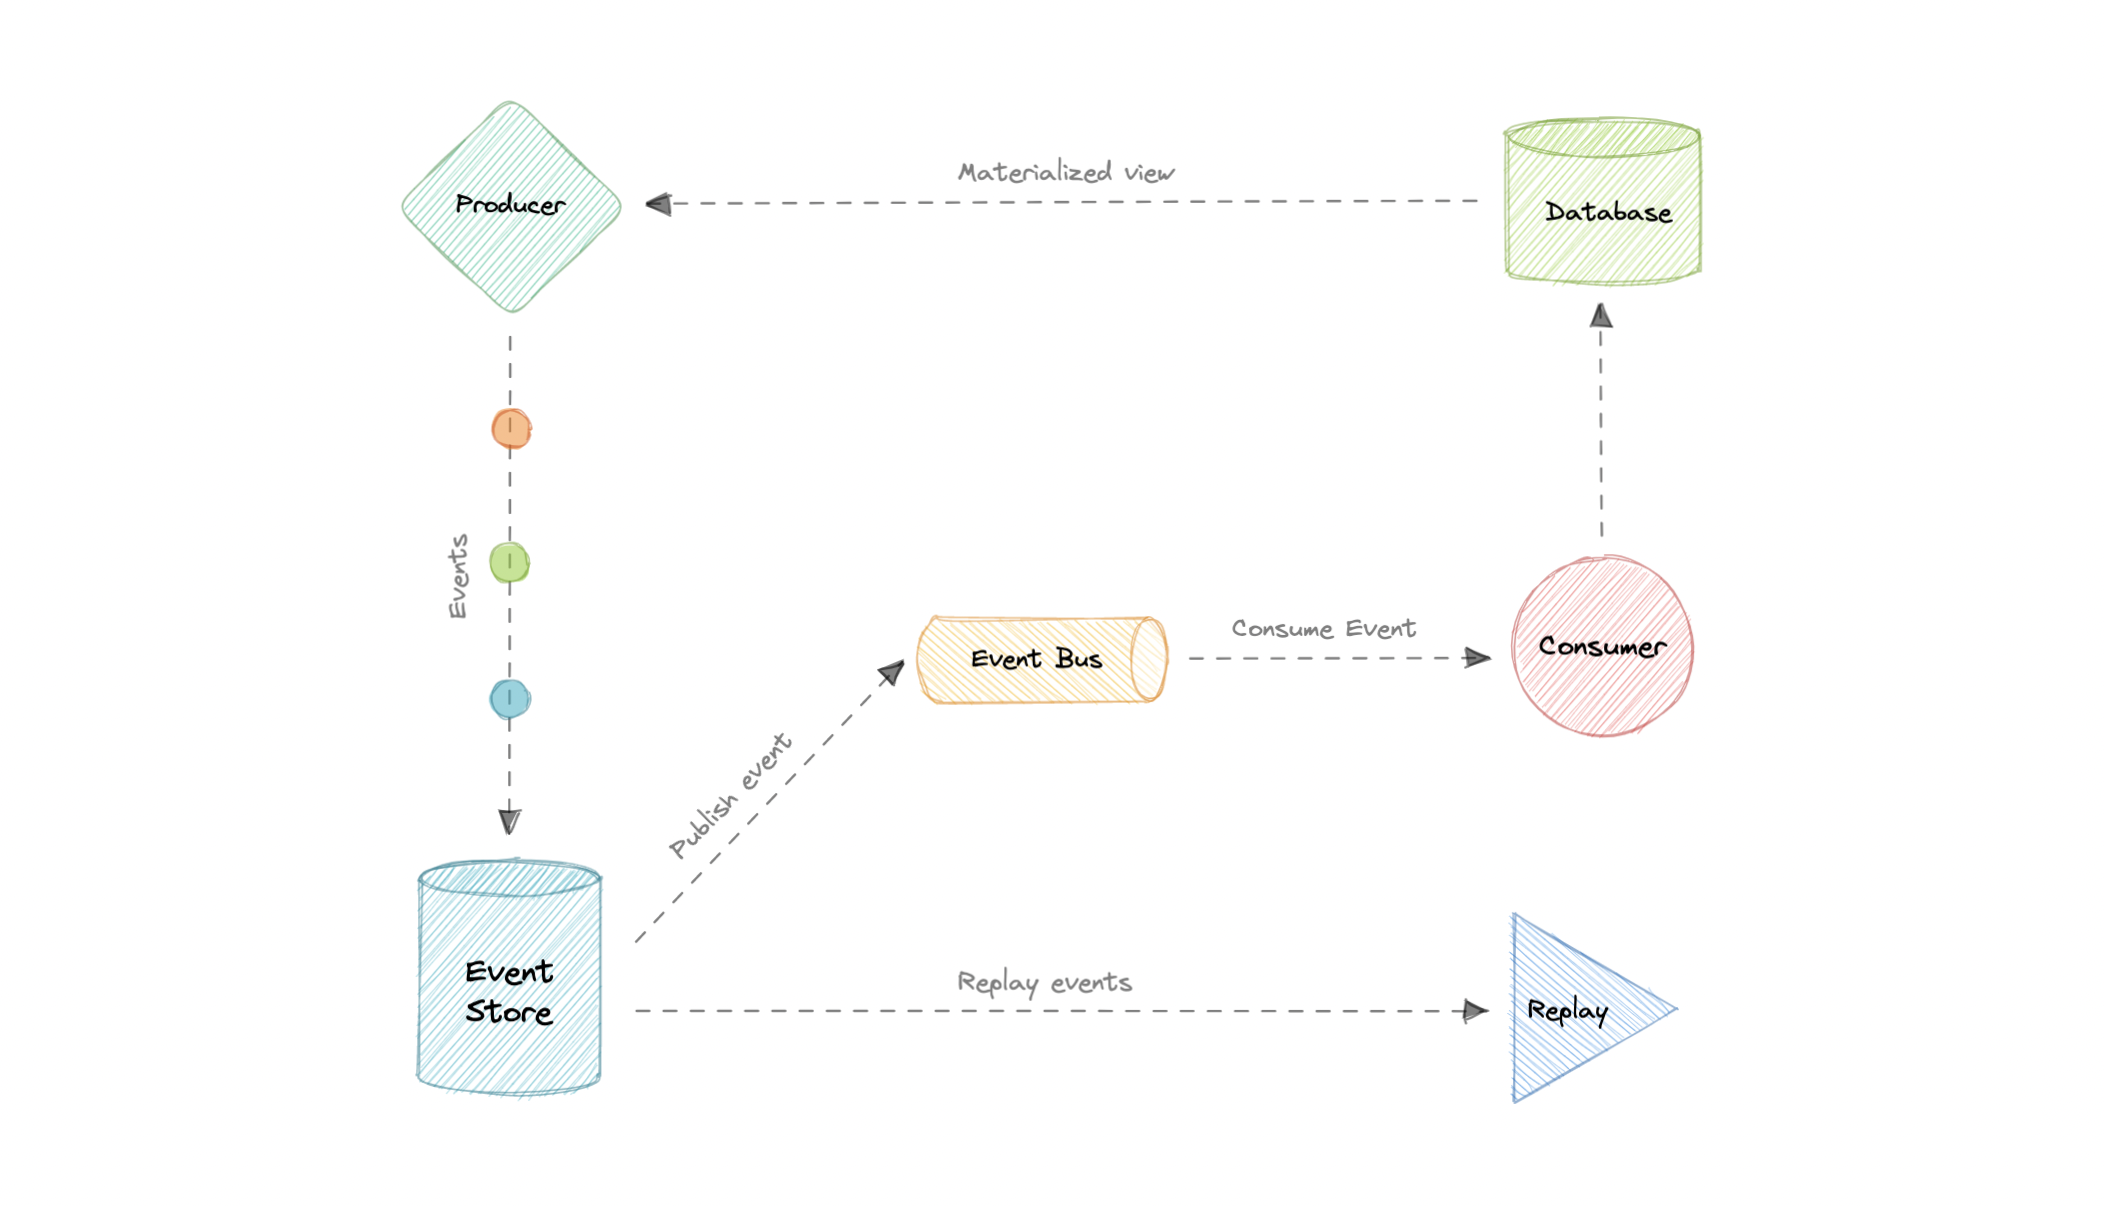 Materialized view
Producer
Database
Events
Consume Event
Event Bus
Consumer
Publish event
Event
Store
Replay events
Replay